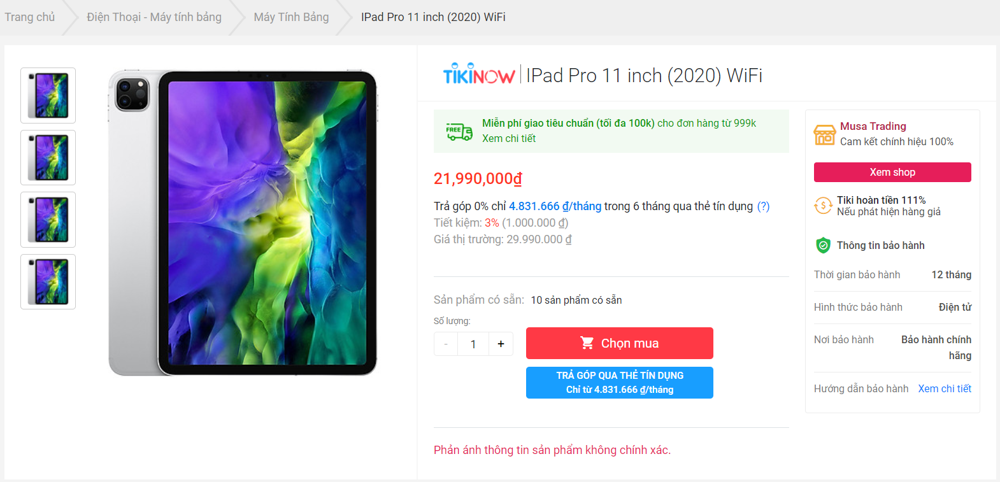 Trang chủ
Điện Thoại - Máy tính bảng
Máy Tính Bảng
IPad Pro 11 inch (2020) WiFi
TIKINOW
IPad Pro 11 inch (2020) WiFi
FREE
Miễn phí giao tiêu chuẩn (tối đa 100k) cho đơn hàng từ 999k
Xem chi tiết
21,990,000₫
Trả góp 0% chỉ 4.831.666 ₫/tháng trong 6 tháng qua thẻ tín dụng (?)
Tiết kiệm: 3% (1.000.000 ₫)
Giá thị trường: 29.990.000 ₫
Sản phẩm có sẵn: 10 sản phẩm có sẵn
Số lượng:
- 1 +
Chọn mua
TRẢ GÓP QUA THẺ TÍN DỤNG
Chỉ từ 4.831.666 ₫/tháng
Phản ánh thông tin sản phẩm không chính xác.
Musa Trading
Cam kết chính hiệu 100%
Xem shop
$
Tiki hoàn tiền 111%
Nếu phát hiện hàng giả
Thông tin bảo hành
Thời gian bảo hành 12 tháng
Hình thức bảo hành Điện tử
Nơi bảo hành Bảo hành chính
hãng
Hướng dẫn bảo hành Xem chi tiết